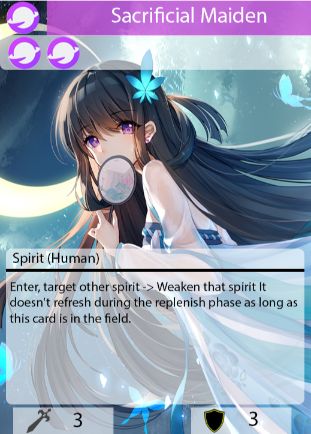 Sacrificial Maiden
Spirit (Human)
Enter, target other spirit -> Weaken that spirit It
doesn't refresh during the replenish phase as long as
this card is in the field.
3
3